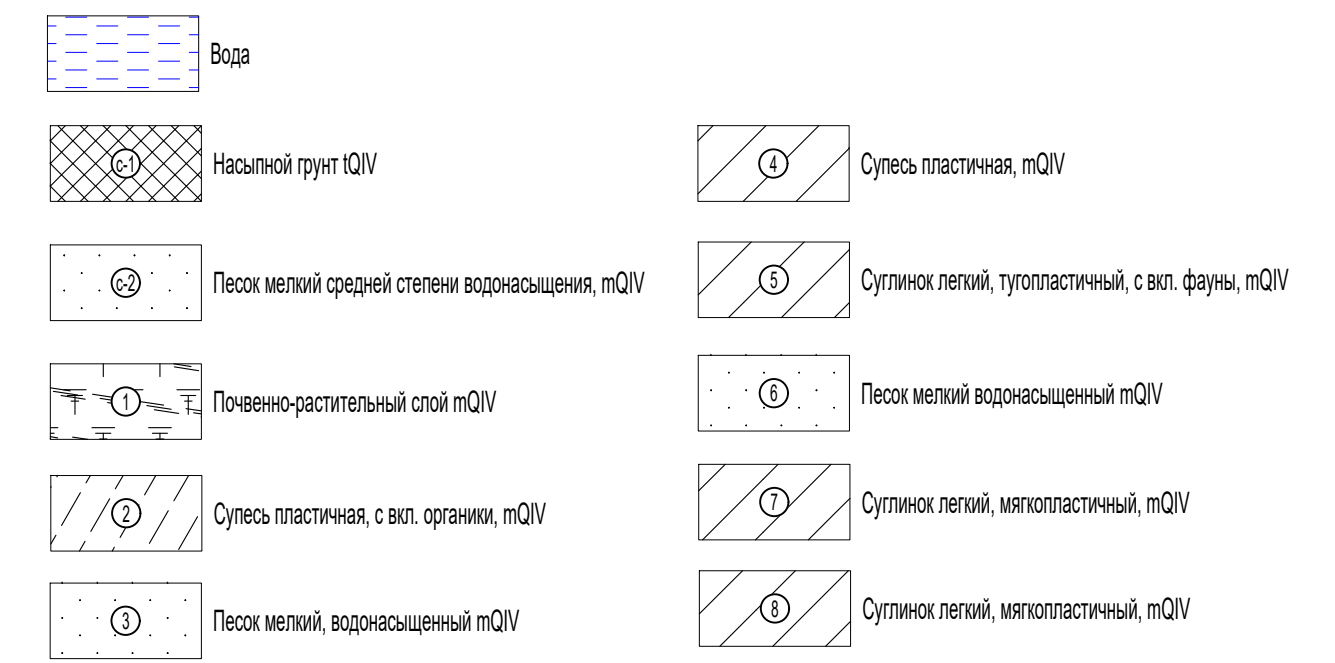 Вода
с-1 Насыпной грунт tQIV
с-2 Песок мелкий средней степени водонасыщения, mQIV
1 Почвенно-растительный слой mQIV
2 Супесь пластичная, с вкл. органики, mQIV
3 Песок мелкий, водонасыщенный mQIV
4 Супесь пластичная, mQIV
5 Суглинок легкий, тугопластичный, с вкл. фауны, mQIV
6 Песок мелкий водонасыщенный mQIV
7 Суглинок легкий, мягкопластичный, mQIV
8 Суглинок легкий, мягкопластичный, mQIV